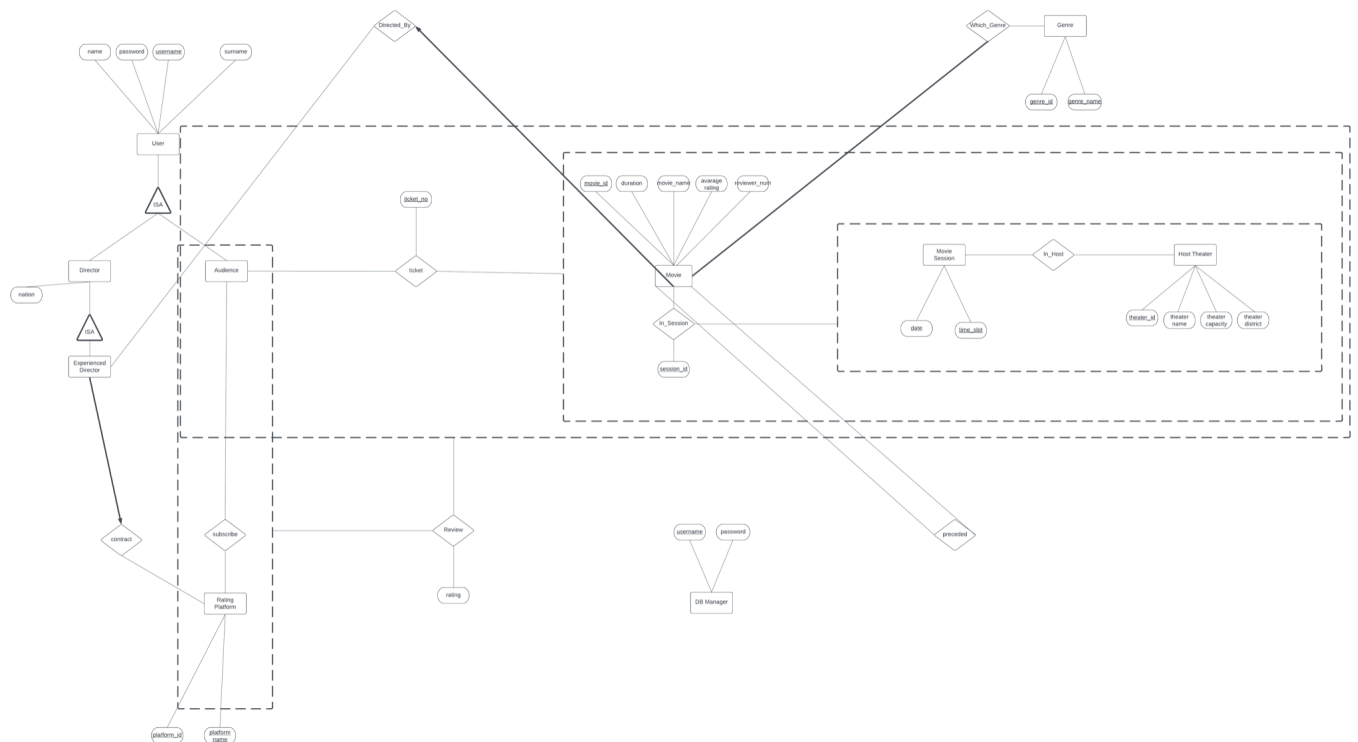 Directed_By
Which_Genre
Genre
name
password
username
surname
genre_id
genre_name
User
ISA
ticket_no
movie_id
duration
movie_name
avarage
rating
reviewer_num
Director
nation
Audience
ticket
Movie
Movie
Session
In_Host
Host Theater
ISA
In_Session
date
time_slot
theater_id
theater
name
theater
capacity
theater
district
Experienced
Director
session_id
contract
subscribe
Review
username
password
preceded
Rating
Platform
rating
DB Manager
platform_id
platform
name